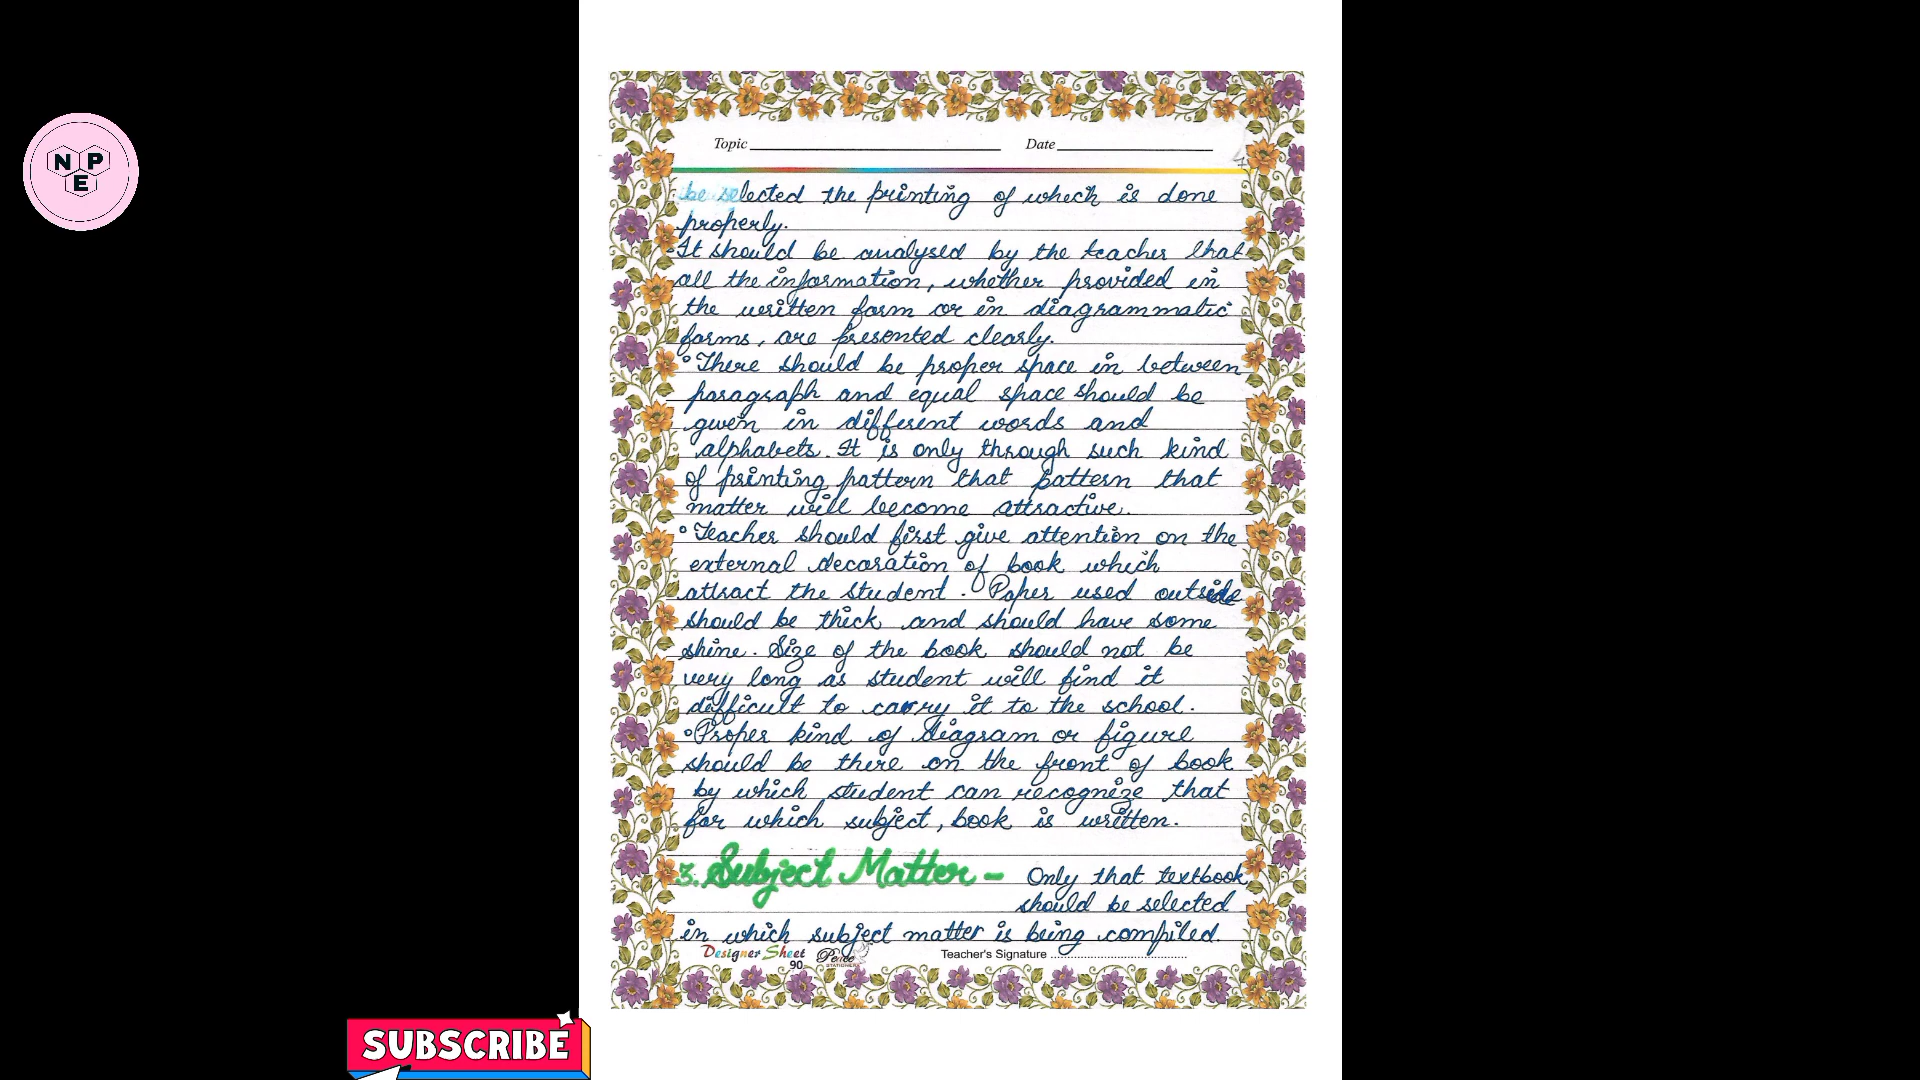 N P
E
Topic
Date
be selected the printing of which is done
properly.
It should be analysed by the teacher that
all the information, whether provided in
the written form or in diagrammatic
forms, are presented clearly.
°There should be proper space in between
paragraph and equal space should be
given in different words and
alphabets. It is only through such kind
of printing pattern that pattern that
matter will become attractive.
°Teacher should first give attention on the
external decoration of book which
attract the student. Paper used outside
should be thick and should have some
shine. Size of the book should not be
very long as student will find it
difficult to carry it to the school.
°Proper kind of diagram or figure
should be there on the front of book
by which student can recognize that
for which subject, book is written.
3. Subject Matter - Only that textbook
should be selected
in which subject matter is being compiled.
Designer Sheet
90
Teacher's Signature
SUBSCRIBE